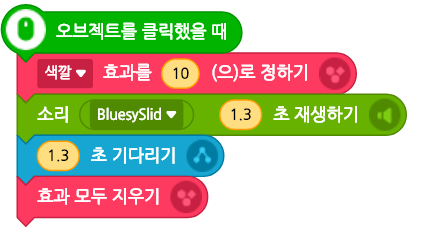 오브젝트를 클릭했을 때
색깔 효과를 10 (으)로 정하기
소리 BluesySlid 1.3 초 재생하기
1.3 초 기다리기
효과 모두 지우기